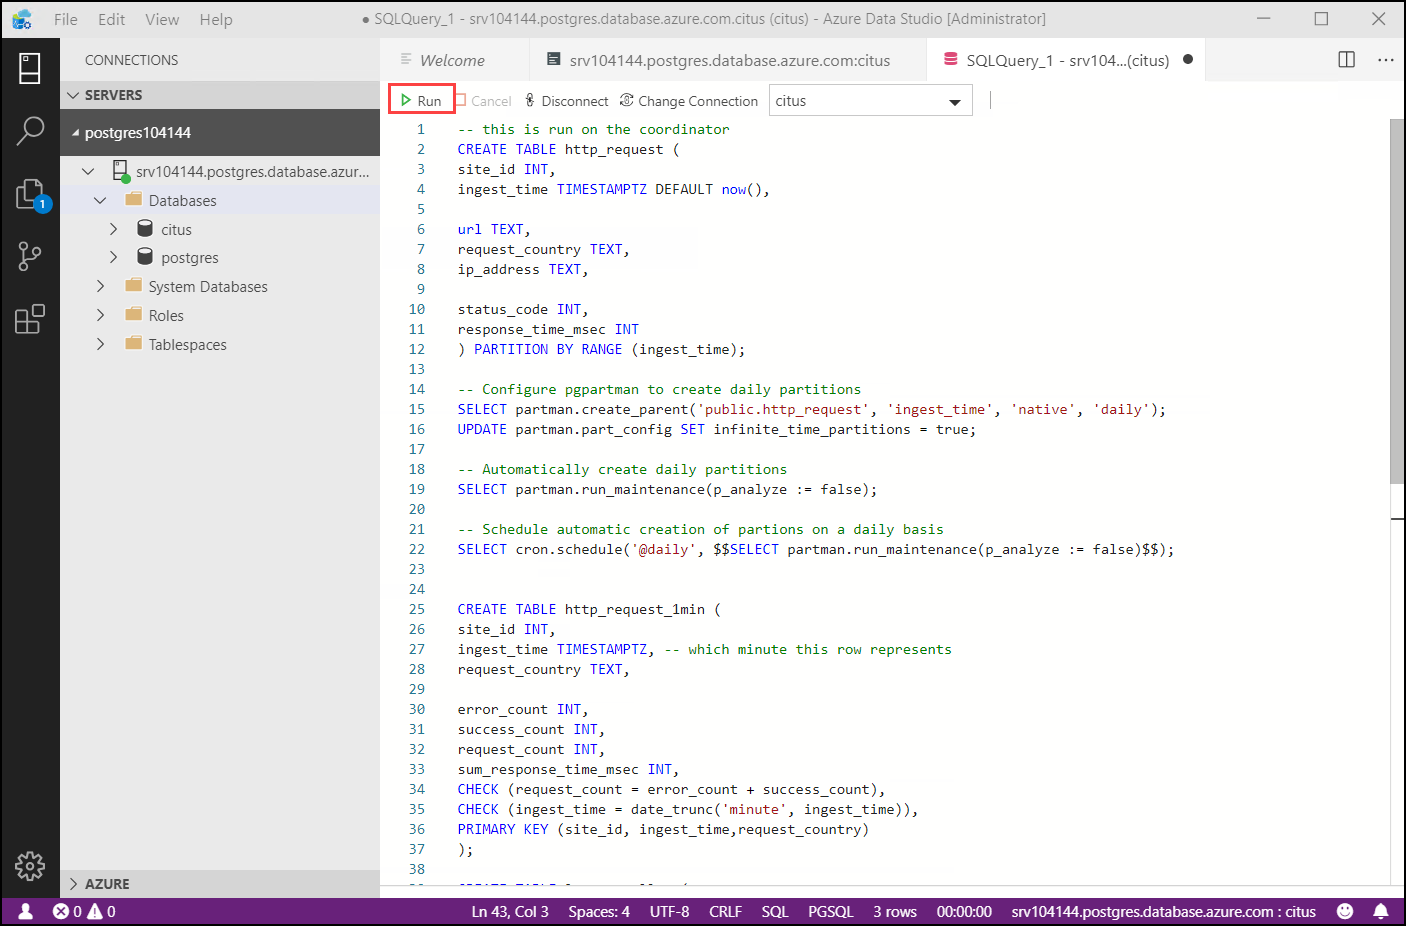 File Edit View Help ● SQLQuery_1 - srv104144.postgres.database.azure.com.citus (citus) - Azure Data Studio [Administrator]
CONNECTIONS
Welcome srv104144.postgres.database.azure.com:citus SQLQuery_1 - srv104...(citus) ●
SERVERS
Run Cancel Disconnect Change Connection citus
postgres104144
srv104144.postgres.database.azur...
Databases
citus
postgres
System Databases
Roles
Tablespaces
1
1 -- this is run on the coordinator
2 CREATE TABLE http_request (
3 site_id INT,
4 ingest_time TIMESTAMPTZ DEFAULT now(),
5
6 url TEXT,
7 request_country TEXT,
8 ip_address TEXT,
9
10 status_code INT,
11 response_time_msec INT
12 ) PARTITION BY RANGE (ingest_time);
13
14 -- Configure pgpartman to create daily partitions
15 SELECT partman.create_parent('public.http_request', 'ingest_time', 'native', 'daily');
16 UPDATE partman.part_config SET infinite_time_partitions = true;
17
18 -- Automatically create daily partitions
19 SELECT partman.run_maintenance(p_analyze := false);
20
21 -- Schedule automatic creation of partions on a daily basis
22 SELECT cron.schedule('@daily', $$SELECT partman.run_maintenance(p_analyze := false)$$);
23
24
25 CREATE TABLE http_request_1min (
26 site_id INT,
27 ingest_time TIMESTAMPTZ, -- which minute this row represents
28 request_country TEXT,
29
30 error_count INT,
31 success_count INT,
32 request_count INT,
33 sum_response_time_msec INT,
34 CHECK (request_count = error_count + success_count),
35 CHECK (ingest_time = date_trunc('minute', ingest_time)),
36 PRIMARY KEY (site_id, ingest_time,request_country)
37 );
38
AZURE
0 0 Ln 43, Col 3 Spaces: 4 UTF-8 CRLF SQL PGSQL 3 rows 00:00:00 srv104144.postgres.database.azure.com : citus